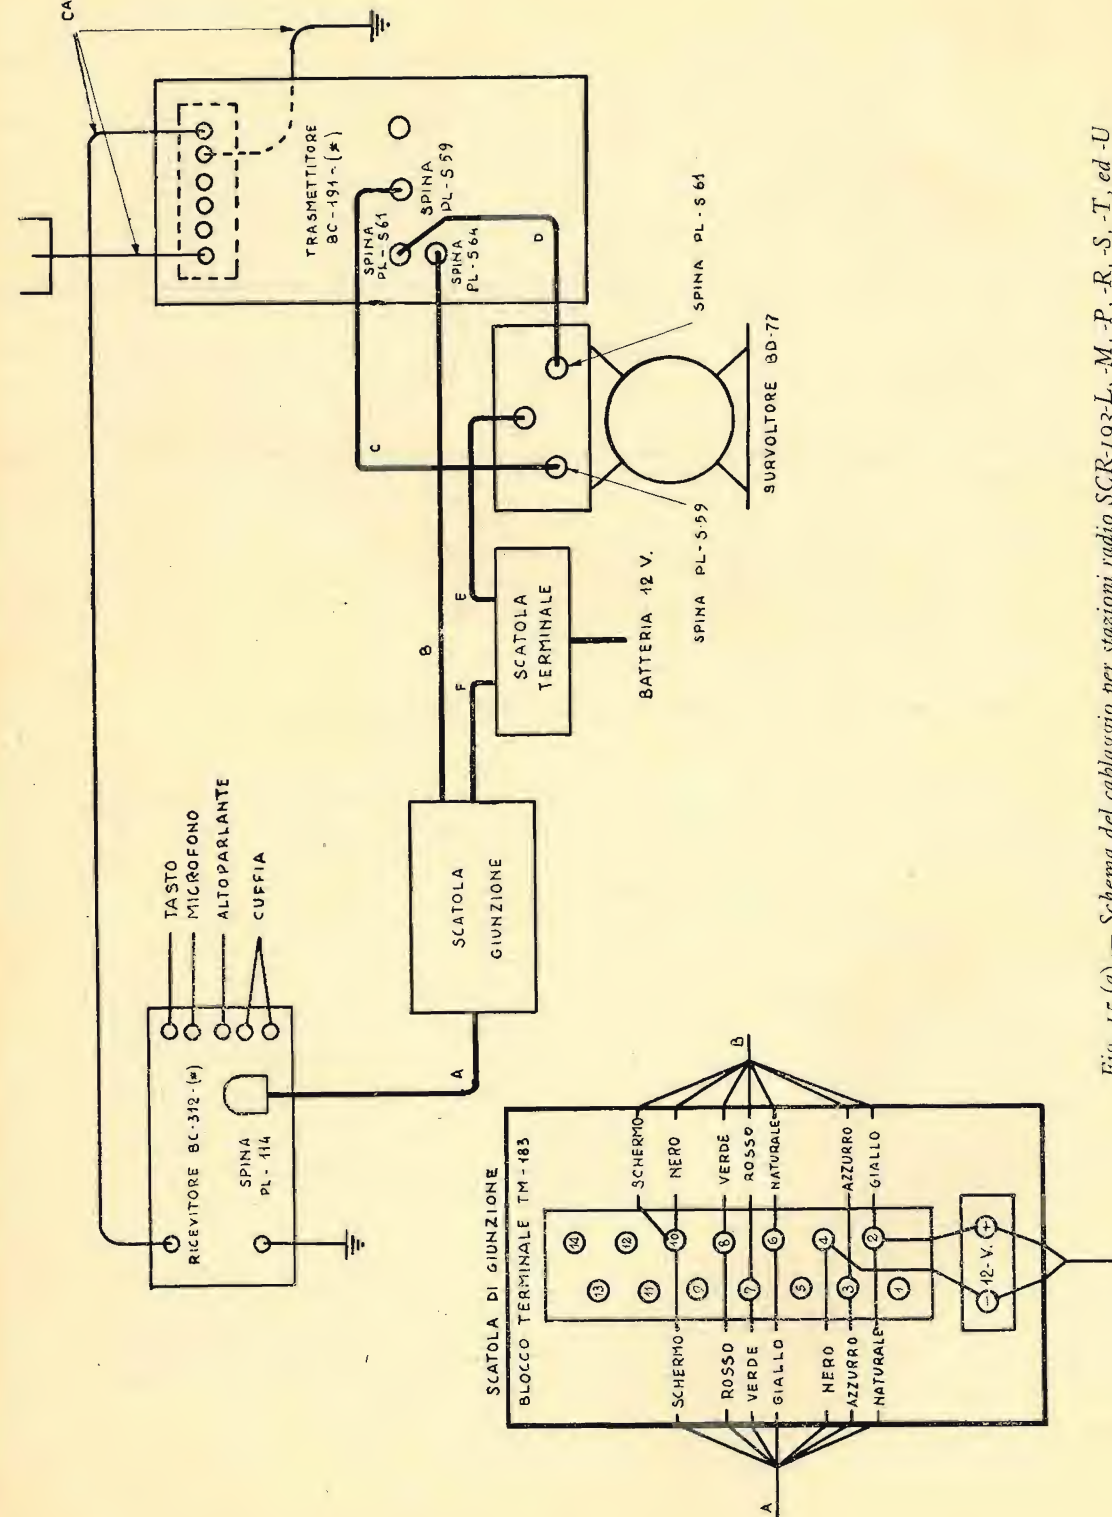 CA
TASTO
MICROFONO
ALTOPARLANTE
CUFFIA
RICEVITORE BC-312-(*)
SPINA
PL-114
TRASMETTITORE
BC-191-(*)
SPINA
PL-S61
SPINA
PL-S59
SPINA
PL-S64
A
B
C
D
E
F
SCATOLA
GIUNZIONE
SCATOLA
TERMINALE
BATTERIA 12 V.
SPINA PL-S61
SPINA PL-S-59
SURVOLTORE BD-77
SCATOLA DI GIUNZIONE
BLOCCO TERMINALE TM-183
SCHERMO
ROSSO
VERDE
GIALLO
NERO
AZZURRO
NATURALE
13
11
9
7
5
3
1
14
12
10
8
6
4
2
SCHERMO
NERO
VERDE
ROSSO
NATURALE
AZZURRO
GIALLO
- 12-V. +
A
B
Fig. 15 (a) — Schema del cablaggio per stazioni radio SCR-193-L, -M, -P, -R, -S, -T, ed -U